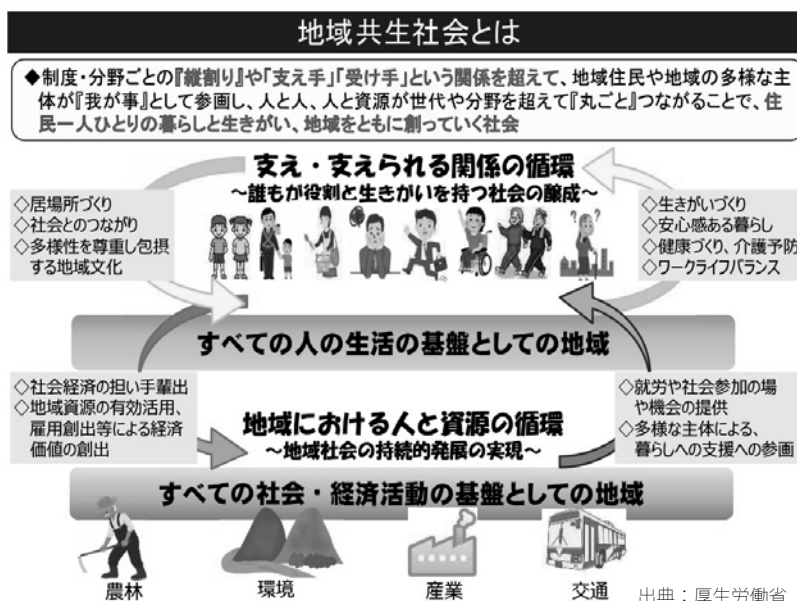 地域共生社会とは
◆制度・分野ごとの『縦割り』や「支え手」「受け手」という関係を超えて、地域住民や地域の多様な主
体が『我が事』として参画し、人と人、人と資源が世代や分野を超えて『丸ごと』つながることで、住
民一人ひとりの暮らしと生きがい、地域をともに創っていく社会
支え・支えられる関係の循環
～誰もが役割と生きがいを持つ社会の醸成～
◇居場所づくり
◇社会とのつながり
◇多様性を尊重し包摂
する地域文化
◇生きがいづくり
◇安心感ある暮らし
◇健康づくり、介護予防
◇ワークライフバランス
すべての人の生活の基盤としての地域
◇社会経済の担い手輩出
◇地域資源の有効活用、
雇用創出等による経済
価値の創出
地域における人と資源の循環
～地域社会の持続的発展の実現～
◇就労や社会参加の場
や機会の提供
◇多様な主体による、
暮らしへの支援への参画
すべての社会・経済活動の基盤としての地域
農林
環境
産業
交通
出典：厚生労働省